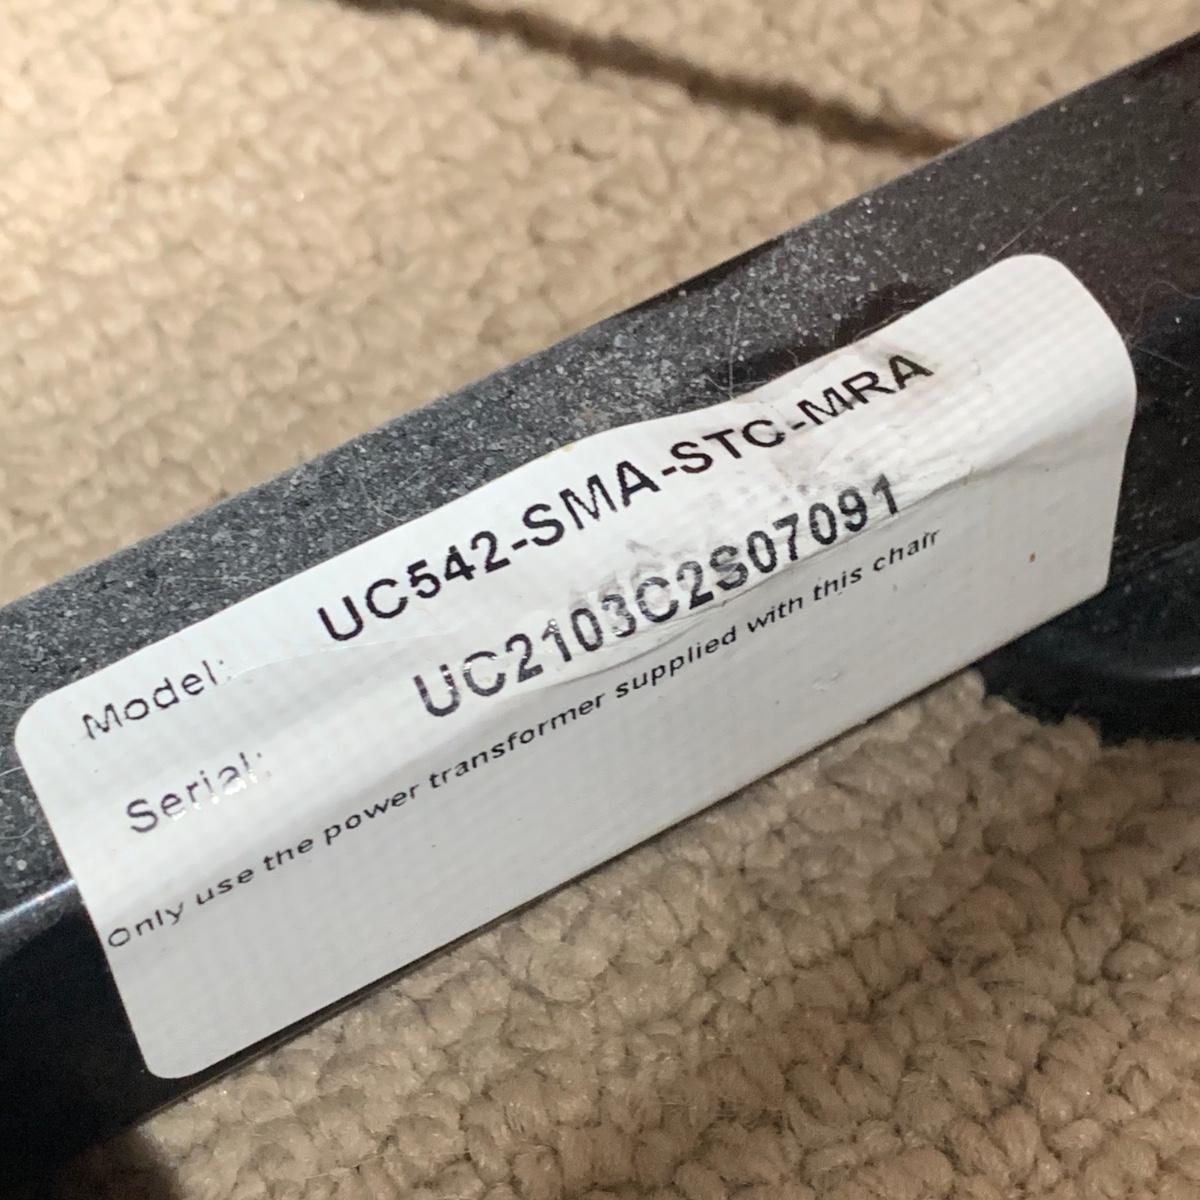 Model: UC542-SMA-STC-MRA
Serial: UC2103C2S07091
Only use the power transformer supplied with this chair